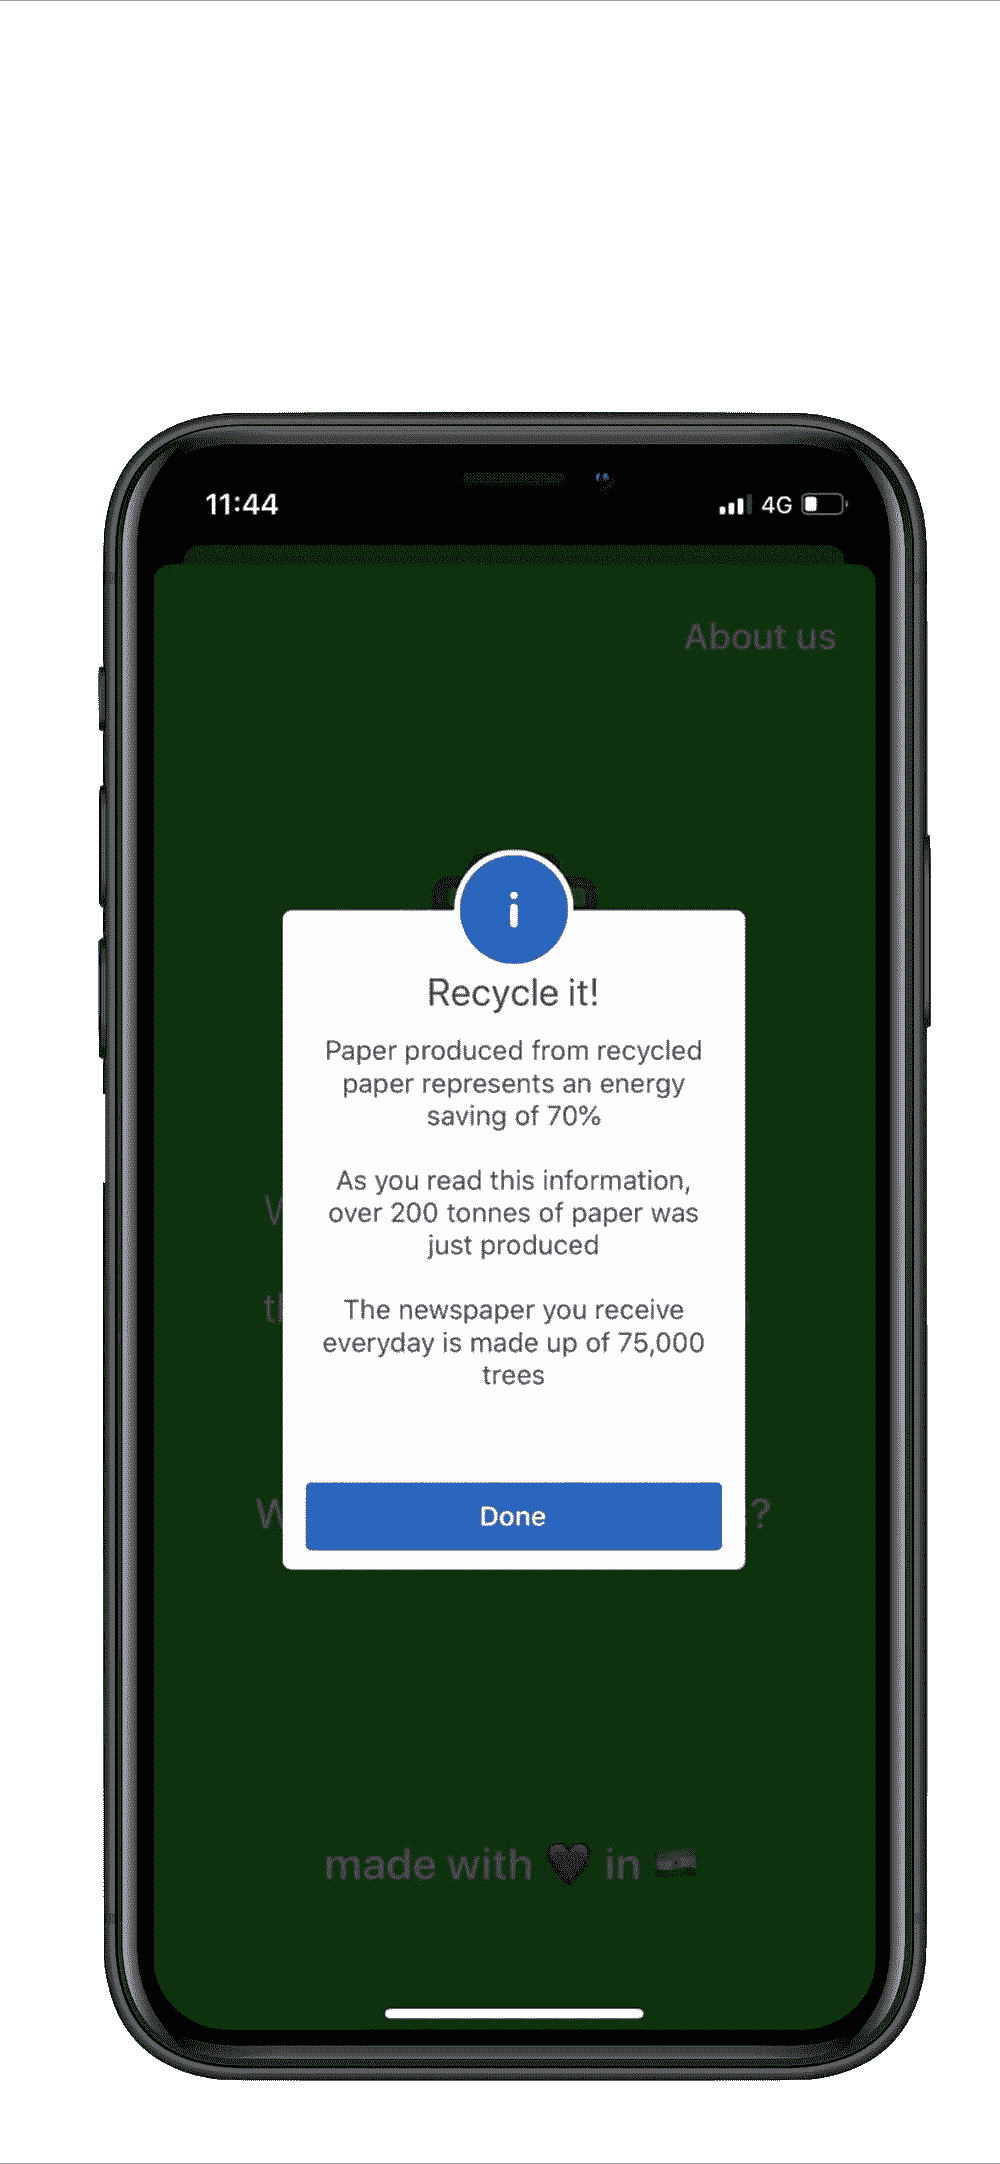 11:44
4G
About us
Recycle it!
Paper produced from recycled
paper represents an energy
saving of 70%
As you read this information,
over 200 tonnes of paper was
just produced
The newspaper you receive
everyday is made up of 75,000
trees
Done
made with 🖤 in